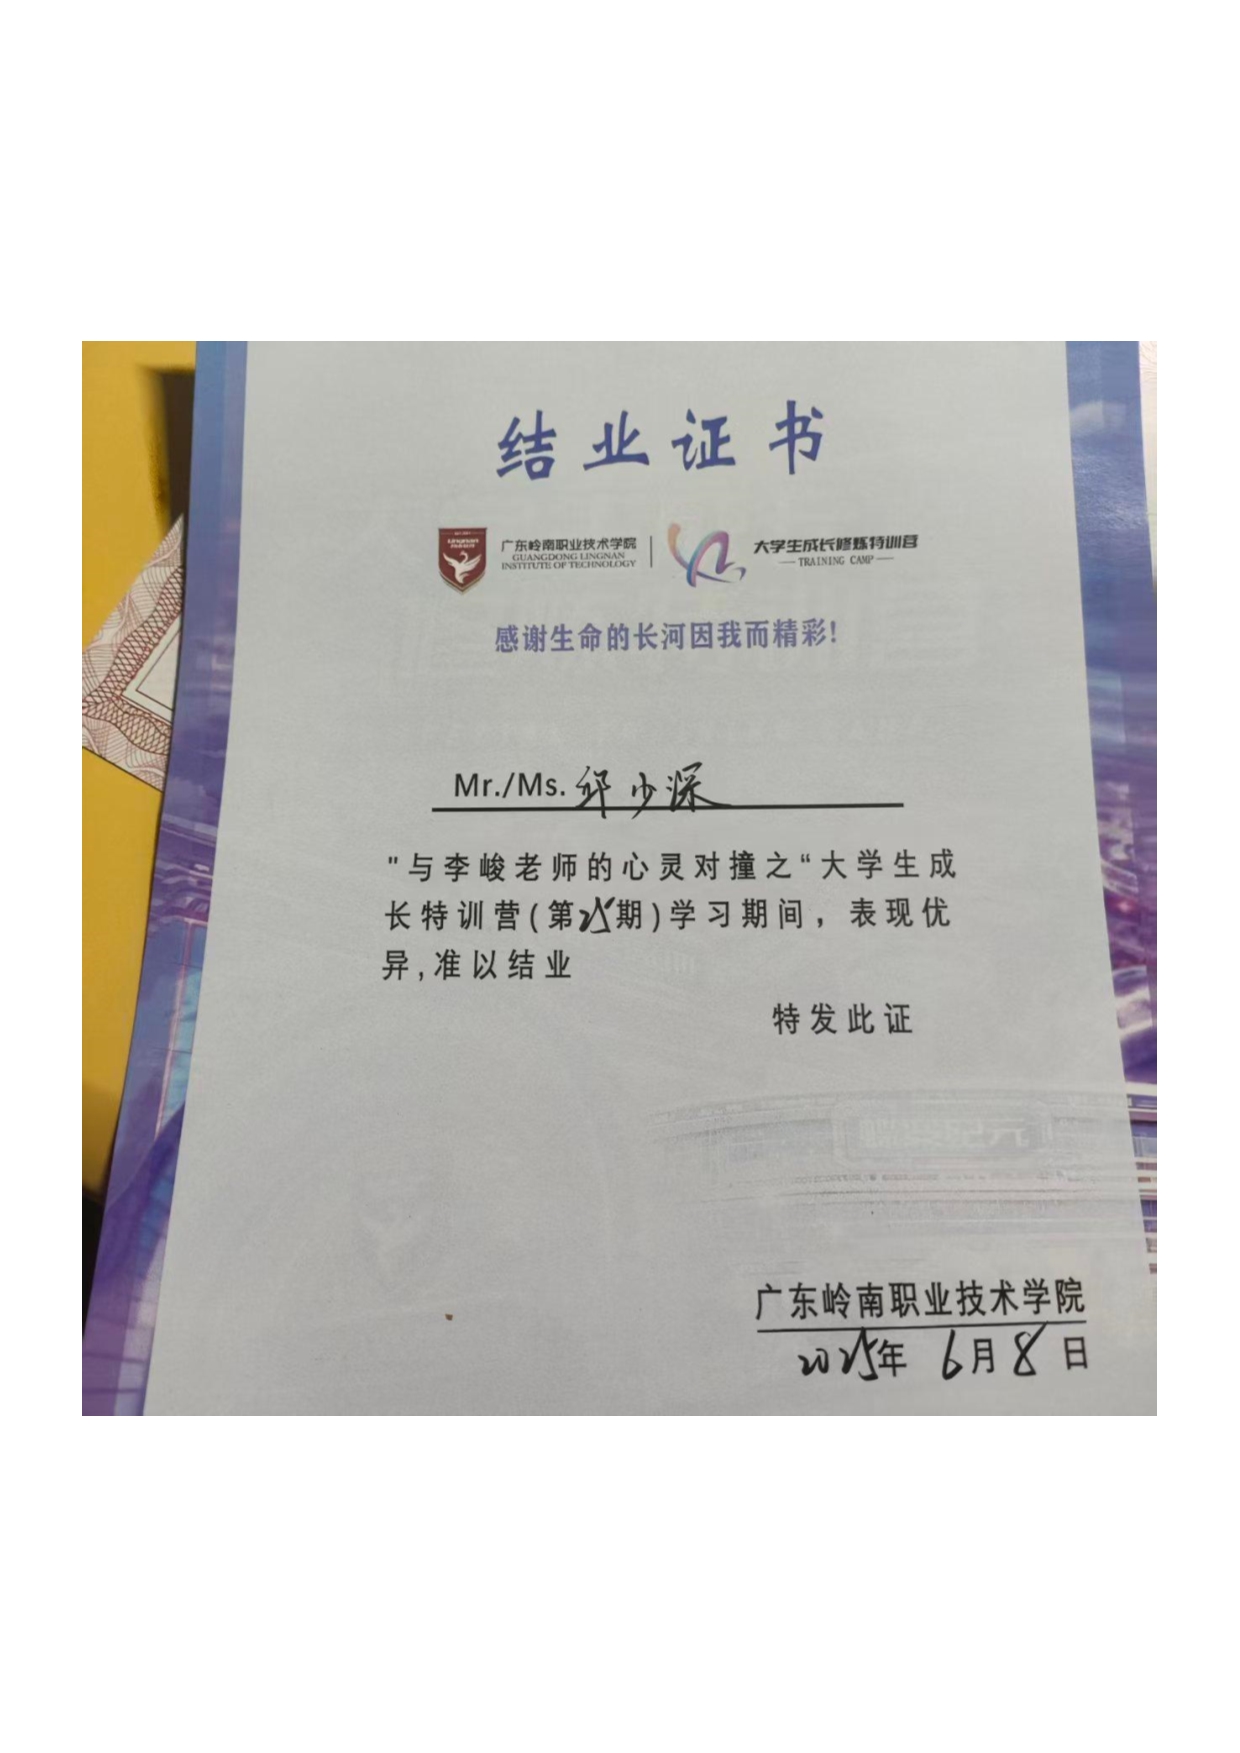 结业证书
Lingnan
广东岭南职业技术学院
GUANGDONG LINGNAN
INSTITUTE OF TECHNOLOGY
大学生成长修炼特训营
TRAINING CAMP
感谢生命的长河因我而精彩!
Mr./Ms. 邱少深
"与李峻老师的心灵对撞之“大学生成
长特训营(第25期)学习期间，表现优
异,准以结业
特发此证
广东岭南职业技术学院
2025年 6月8日